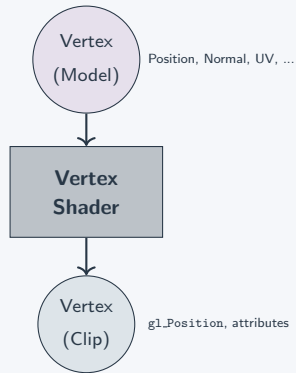 Vertex
(Model)
Position, Normal, UV, ...
Vertex
Shader
Vertex
(Clip)
gl_Position, attributes